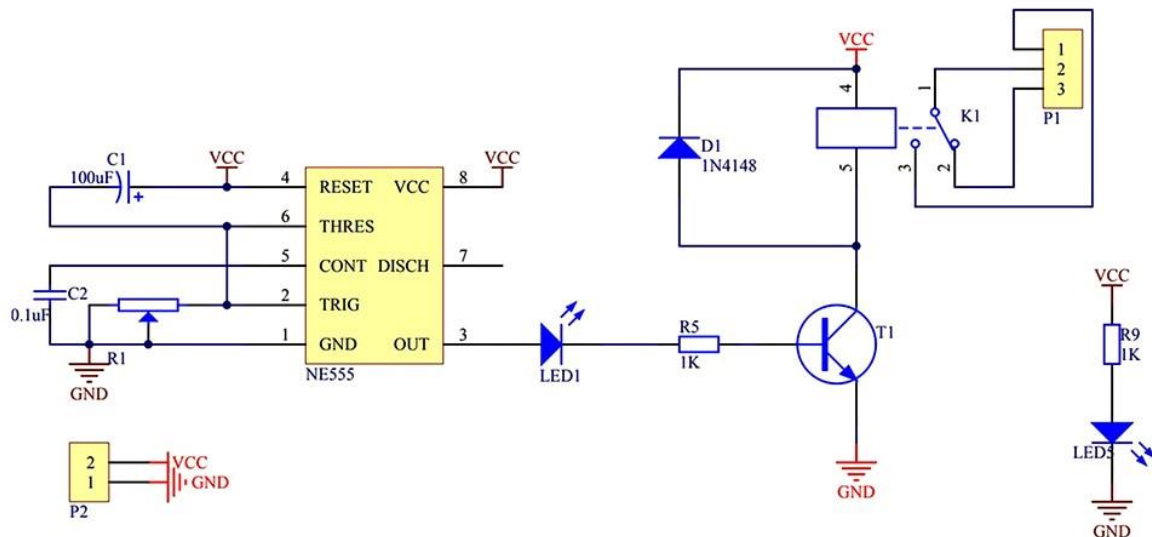 C1
100uF
+
VCC
4
RESET
VCC
8
VCC
6
THRES
5
CONT
DISCH
7
C2
0.1uF
2
TRIG
1
GND
OUT
3
R1
GND
NE555
LED1
R5
1K
T1
GND
VCC
4
5
D1
1N4148
1
K1
3
2
1
2
3
P1
VCC
R9
1K
LED5
GND
2
VCC
1
GND
P2